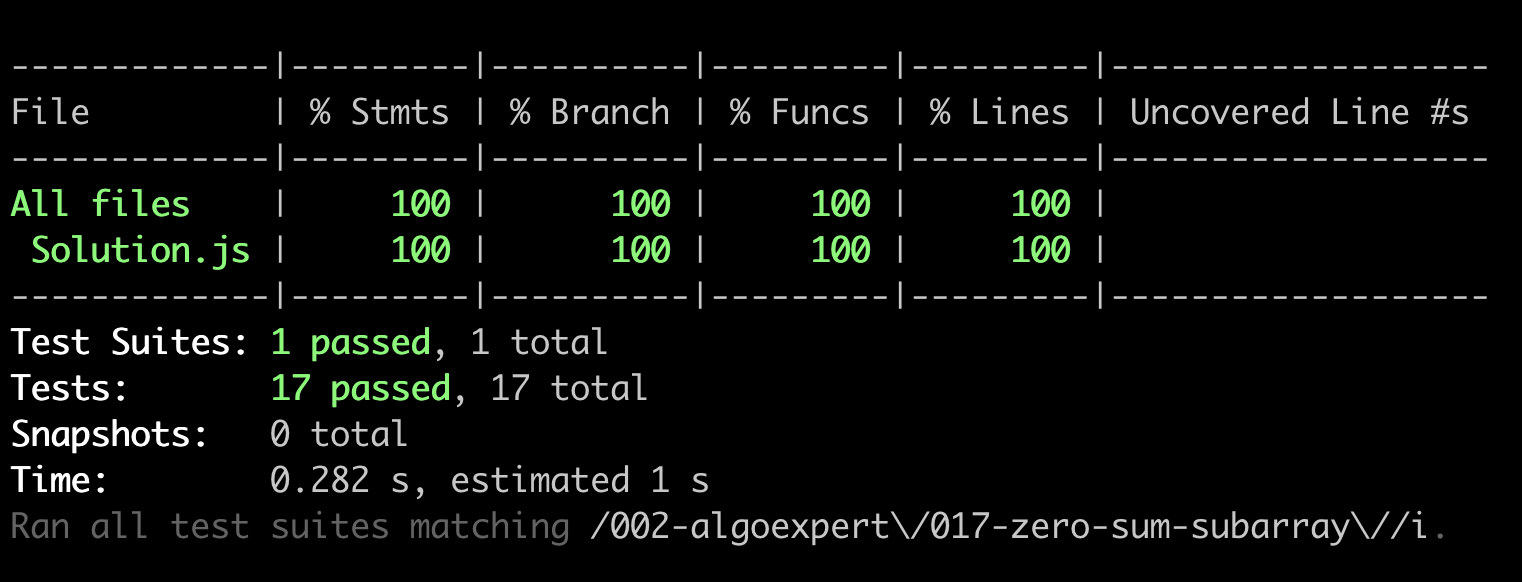 -------------|---------|----------|---------|---------|-------------------
File         | % Stmts | % Branch | % Funcs | % Lines | Uncovered Line #s
-------------|---------|----------|---------|---------|-------------------
All files    |     100 |      100 |     100 |     100 |
 Solution.js |     100 |      100 |     100 |     100 |
-------------|---------|----------|---------|---------|-------------------
Test Suites: 1 passed, 1 total
Tests:       17 passed, 17 total
Snapshots:   0 total
Time:        0.282 s, estimated 1 s
Ran all test suites matching /002-algoexpert\/017-zero-sum-subarray\//i.